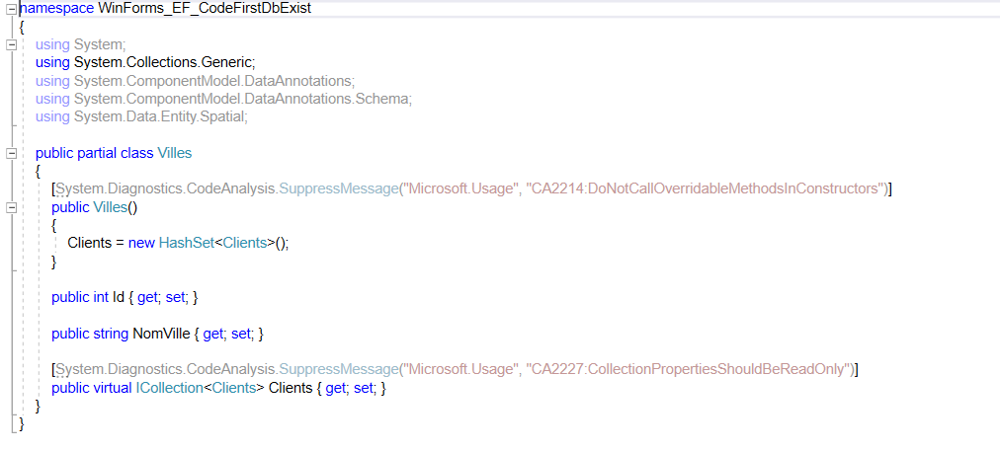 namespace WinForms_EF_CodeFirstDbExist
{
using System;
using System.Collections.Generic;
using System.ComponentModel.DataAnnotations;
using System.ComponentModel.DataAnnotations.Schema;
using System.Data.Entity.Spatial;
public partial class Villes
{
[System.Diagnostics.CodeAnalysis.SuppressMessage("Microsoft.Usage", "CA2214:DoNotCallOverridableMethodsInConstructors")]
public Villes()
{
Clients = new HashSet<Clients>();
}
public int Id { get; set; }
public string NomVille { get; set; }
[System.Diagnostics.CodeAnalysis.SuppressMessage("Microsoft.Usage", "CA2227:CollectionPropertiesShouldBeReadOnly")]
public virtual ICollection<Clients> Clients { get; set; }
}
}